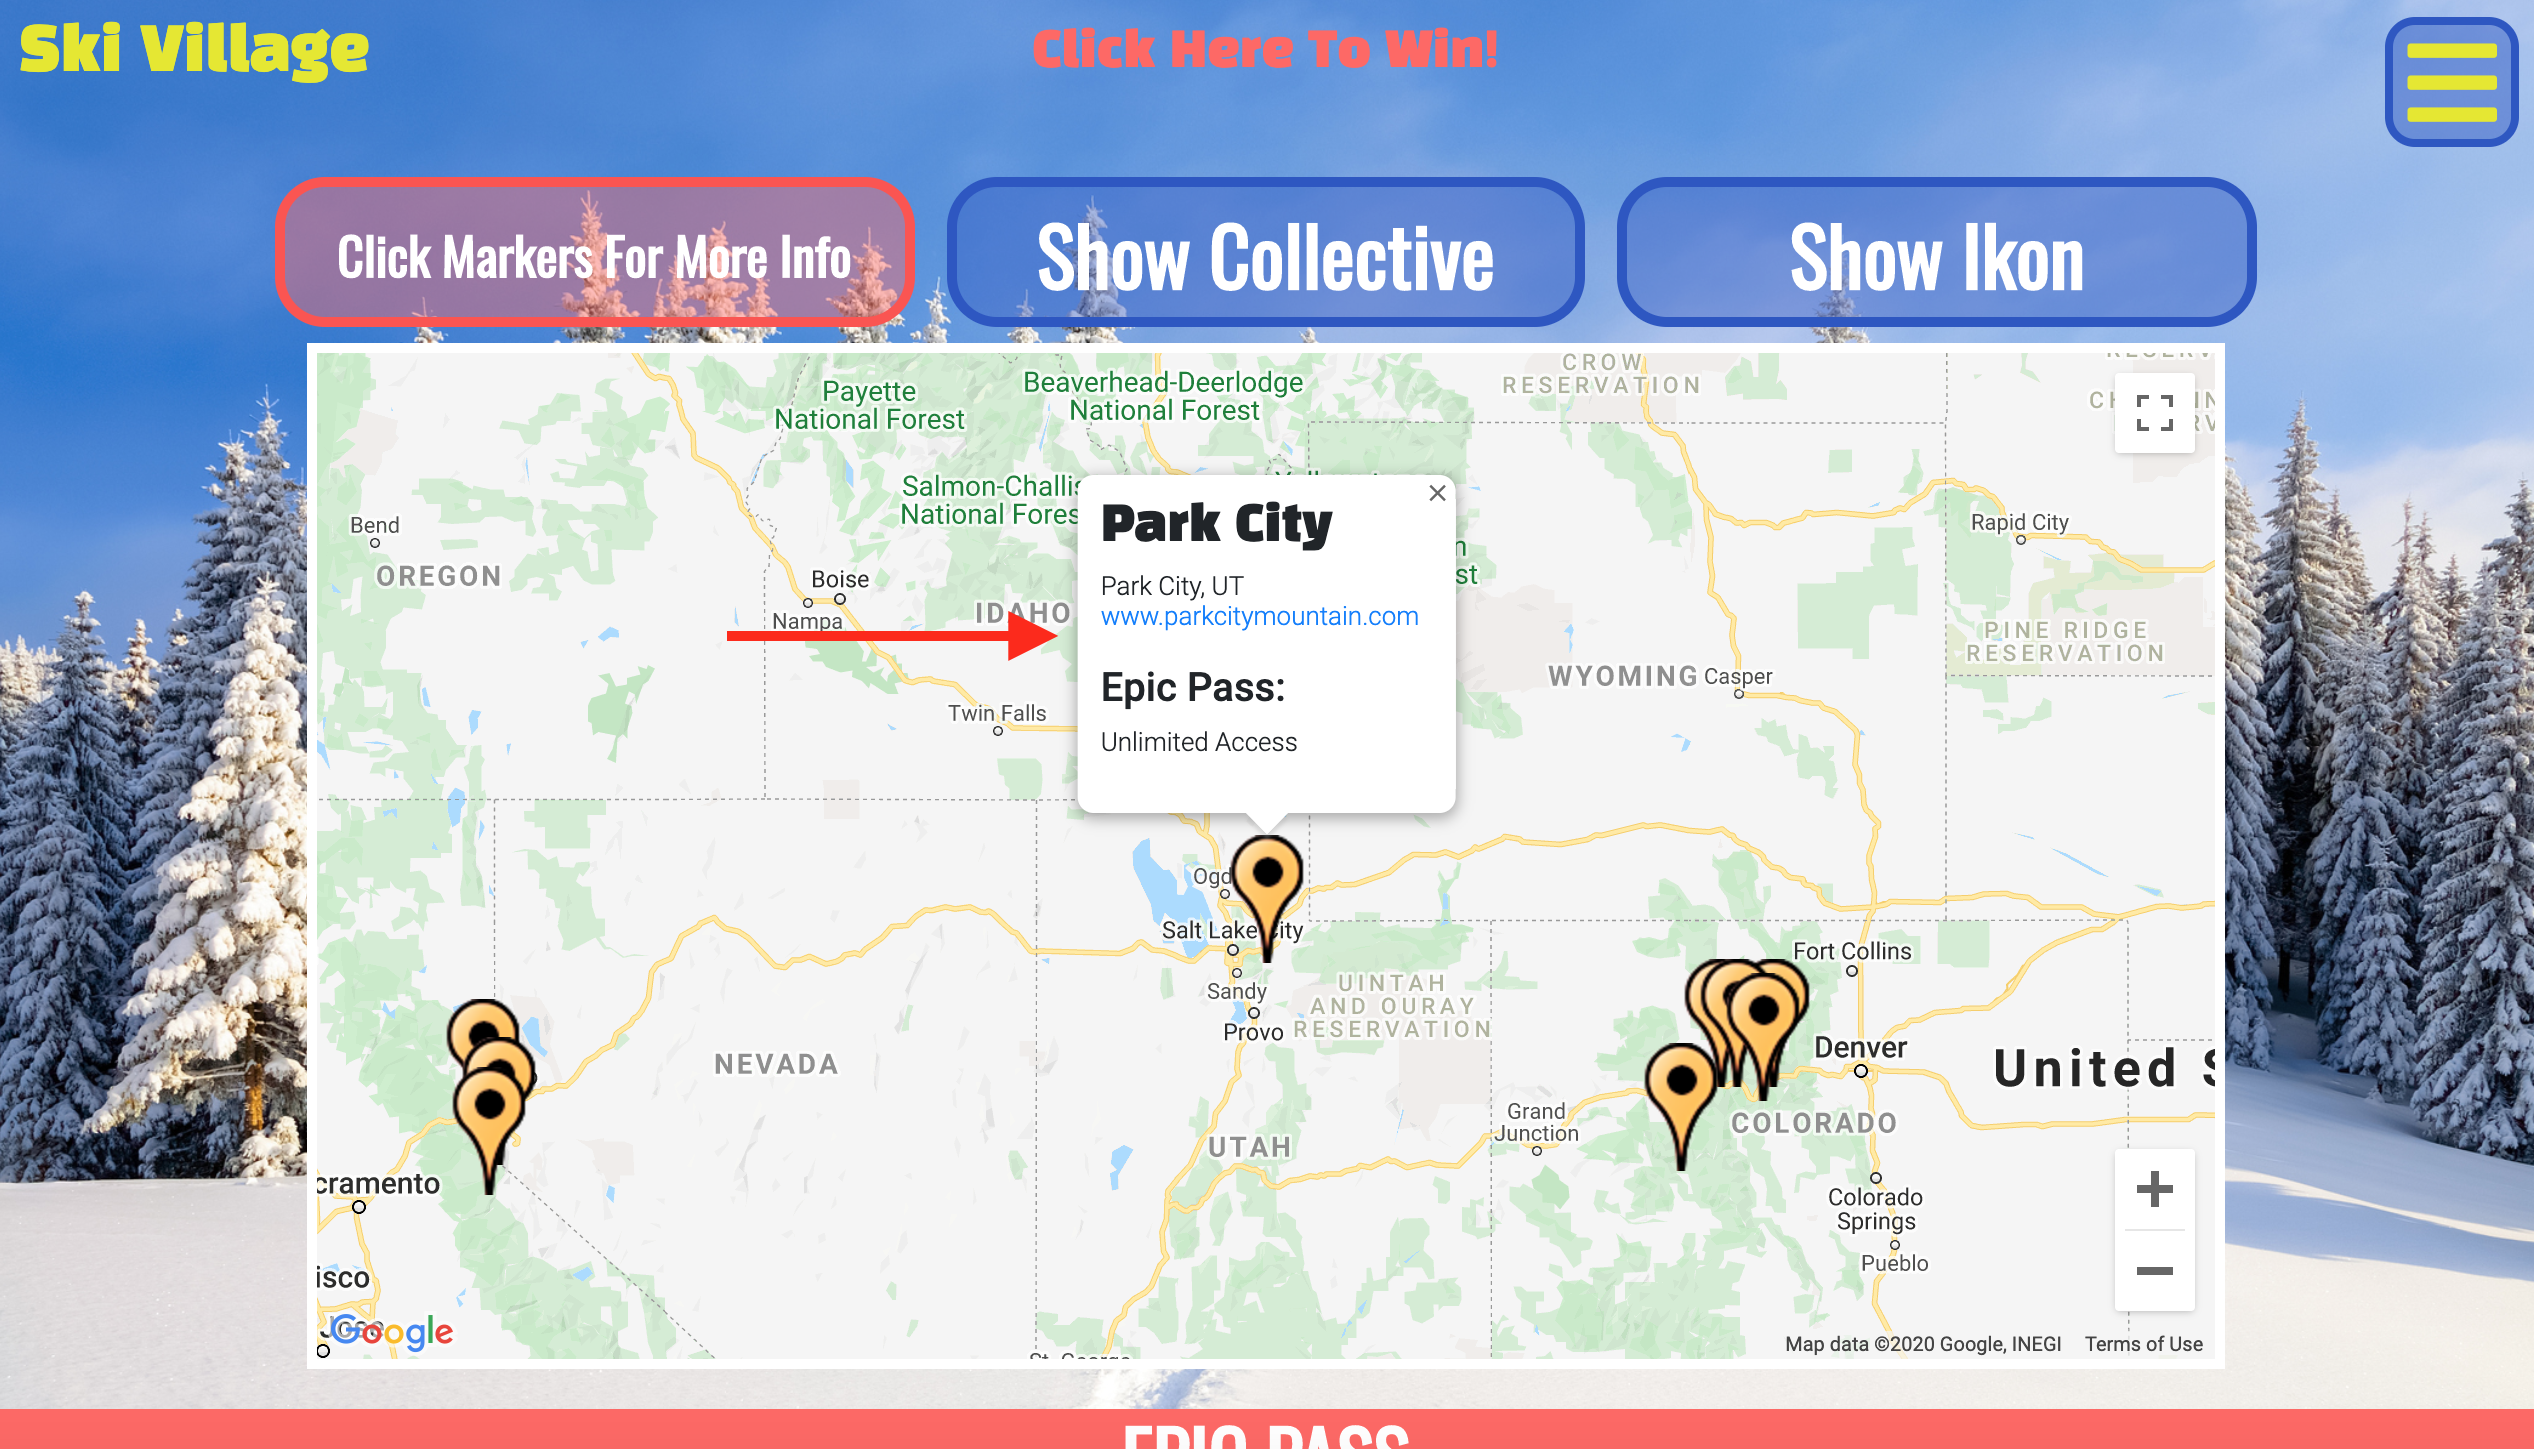 Ski Village
Click Here To Win!
Click Markers For More Info
Show Collective
Show Ikon
CROW
RESERVATION
Payette
National Forest
Beaverhead-Deerlodge
National Forest
Salmon-Challis
National Forest
Bend
OREGON
Boise
Nampa
IDAHO
Twin Falls
Park City
Park City, UT
www.parkcitymountain.com
Epic Pass:
Unlimited Access
Rapid City
PINE RIDGE
RESERVATION
WYOMING
Casper
Salt Lake City
Sandy
Provo
UINTAH
AND OURAY
RESERVATION
Fort Collins
Denver
United S
NEVADA
UTAH
Grand
Junction
COLORADO
cramento
Colorado
Springs
Pueblo
isco
Google
St. George
Map data ©2020 Google, INEGI
Terms of Use
EPIC PASS